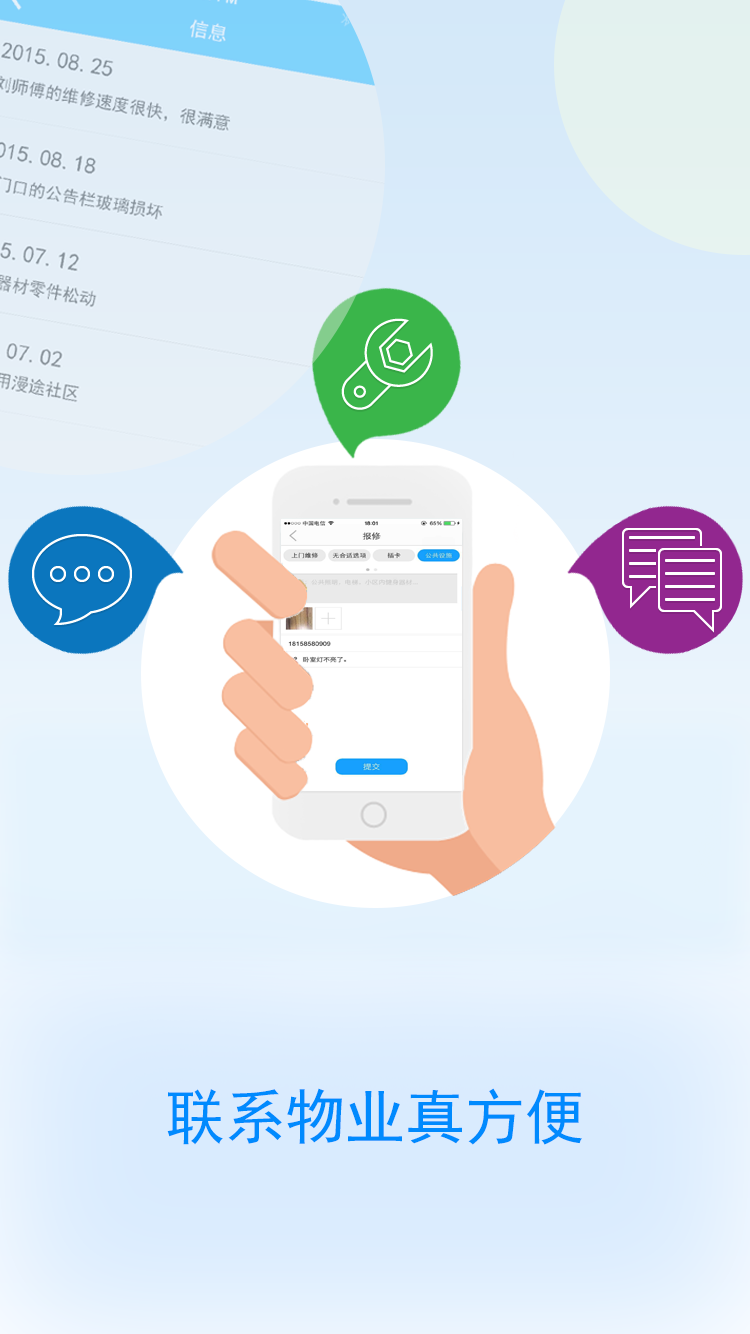 信息
2015. 08. 25
刘师傅的维修速度很快，很满意
015. 08. 18
门口的公告栏玻璃损坏
5. 07. 12
器材零件松动
07. 02
用漫途社区
中国电信 18:01 65%
报修
上门维修 无合适选项 插卡 公共设施
18158580909
卧室灯不亮了。
提交
联系物业真方便